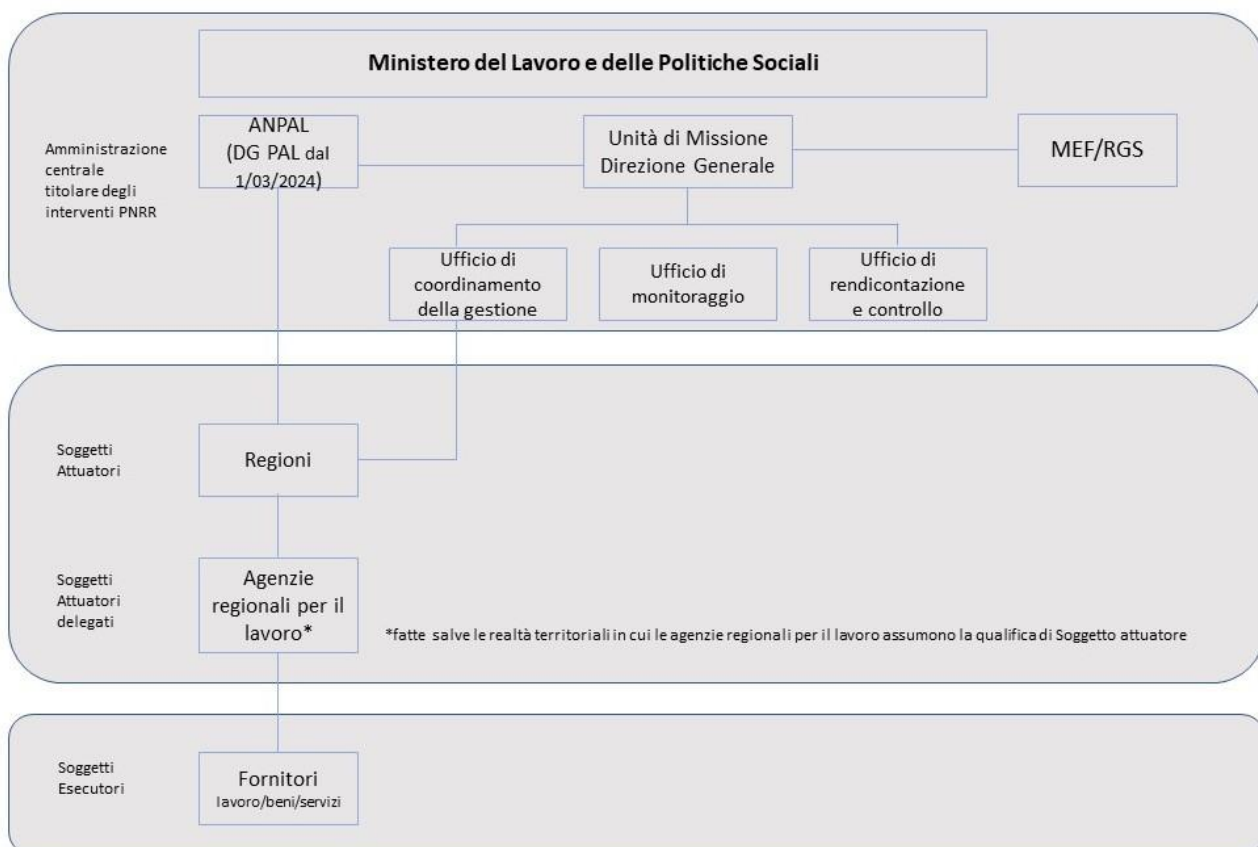 Ministero del Lavoro e delle Politiche Sociali
Amministrazione
centrale
titolare degli
interventi PNRR
ANPAL
(DG PAL dal
1/03/2024)
Unità di Missione
Direzione Generale
MEF/RGS
Ufficio di
coordinamento
della gestione
Ufficio di
monitoraggio
Ufficio di
rendicontazione
e controllo
Soggetti
Attuatori
Regioni
Soggetti
Attuatori
delegati
Agenzie
regionali per il
lavoro*
*fatte salve le realtà territoriali in cui le agenzie regionali per il lavoro assumono la qualifica di Soggetto attuatore
Soggetti
Esecutori
Fornitori
lavoro/beni/servizi